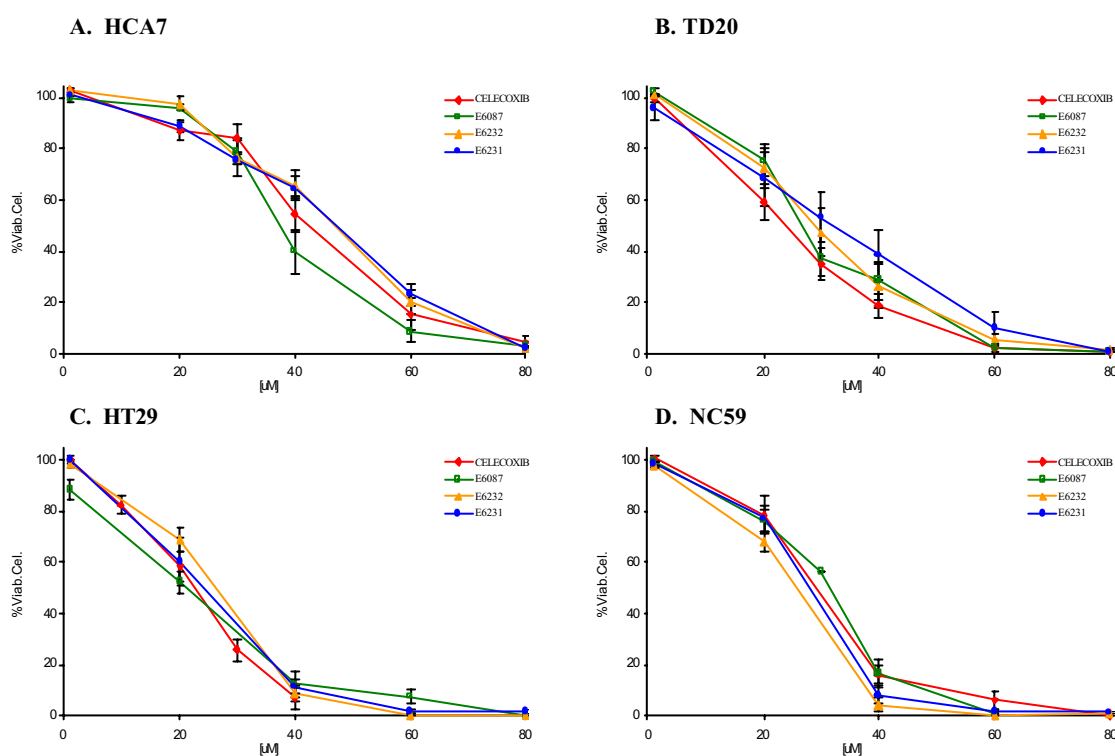 A. HCA7
100
80
60
40
20
0
%Viab.Cel.
0 20 40 60 80
[uM]
CELECOXIB
E6087
E6232
E6231
B. TD20
100
80
60
40
20
0
%Viab.Cel.
0 20 40 60 80
[uM]
CELECOXIB
E6087
E6232
E6231
C. HT29
100
80
60
40
20
0
%Viab.Cel.
0 20 40 60 80
[uM]
CELECOXIB
E6087
E6232
E6231
D. NC59
100
80
60
40
20
0
%Viab.Cel.
0 20 40 60 80
[uM]
CELECOXIB
E6087
E6232
E6231